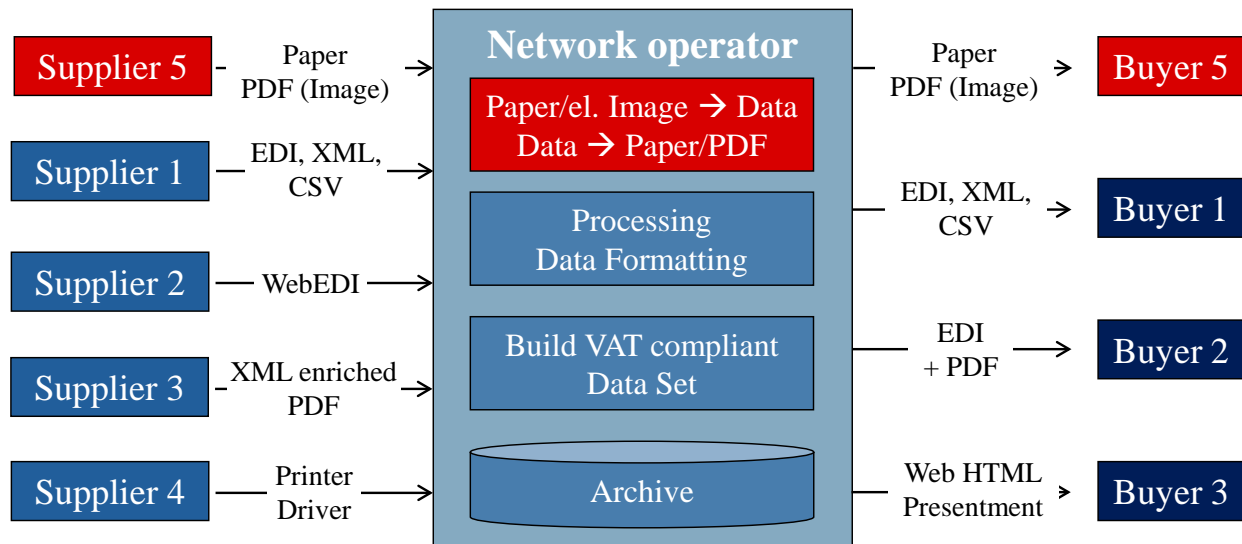 Supplier 5
Paper
PDF (Image)
Supplier 1
EDI, XML,
CSV
Supplier 2
WebEDI
Supplier 3
XML enriched
PDF
Supplier 4
Printer
Driver
Network operator
Paper/el. Image → Data
Data → Paper/PDF
Processing
Data Formatting
Build VAT compliant
Data Set
Archive
Paper
PDF (Image)
Buyer 5
EDI, XML,
CSV
Buyer 1
EDI
+ PDF
Buyer 2
Web HTML
Presentment
Buyer 3